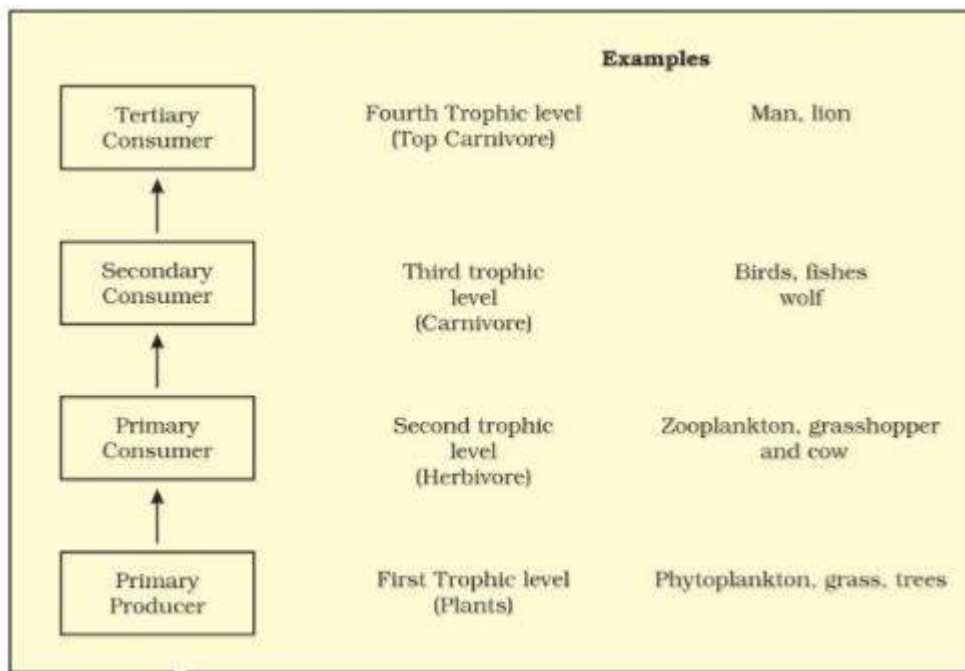 Examples
Tertiary
Consumer
Fourth Trophic level
(Top Carnivore)
Man, lion
Secondary
Consumer
Third trophic
level
(Carnivore)
Birds, fishes
wolf
Primary
Consumer
Second trophic
level
(Herbivore)
Zooplankton, grasshopper
and cow
Primary
Producer
First Trophic level
(Plants)
Phytoplankton, grass, trees